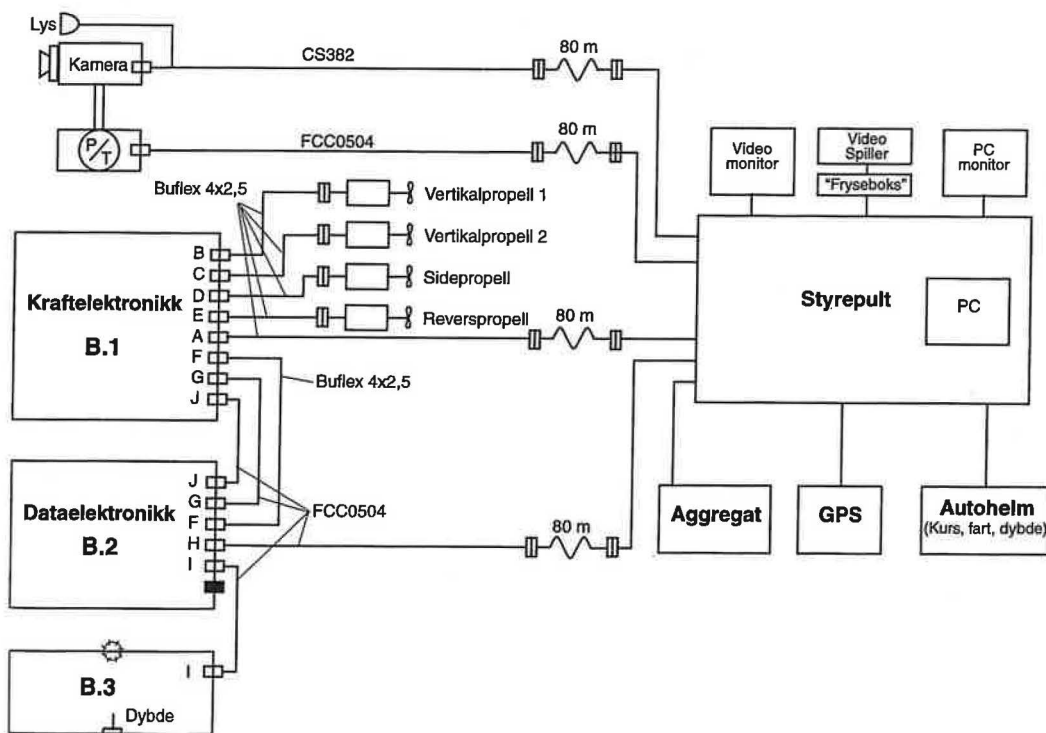 Lys
Kamera
CS382
80 m
P/T
FCC0504
80 m
Video
monitor
Video
Spiller
"Fryseboks"
PC
monitor
Buflex 4x2,5
Vertikalpropell 1
Vertikalpropell 2
Sidepropell
Reverspropell
80 m
Kraftelektronikk
B.1
B
C
D
E
A
F
G
J
Buflex 4x2,5
Styrepult
PC
Dataelektronikk
B.2
J
G
F
H
I
FCC0504
80 m
Aggregat
GPS
Autohelm
(Kurs, fart, dybde)
B.3
I
Dybde